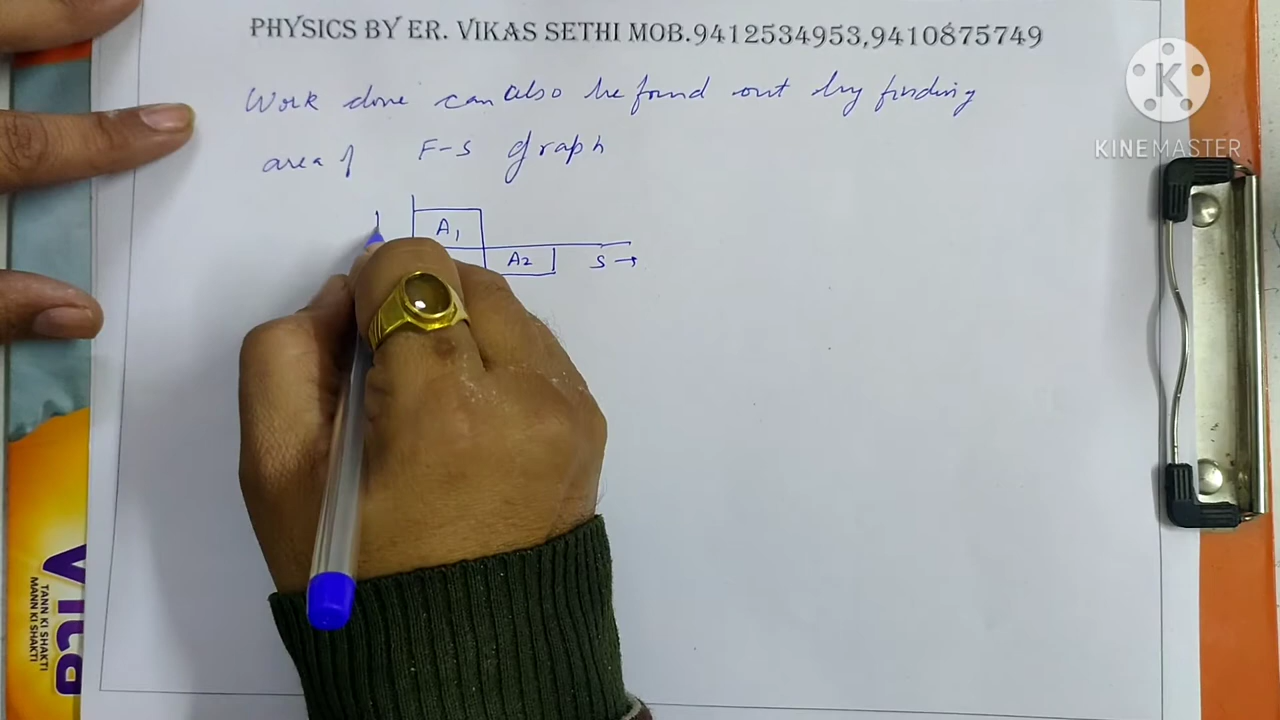 PHYSICS BY ER. VIKAS SETHI MOB.9412534953,9410875749
Work done can also be found out by finding
area of F-S graph
A1
A2 S →
K
KINEMASTER
Vita
TANN KI SHAKTI
MANN KI SHAKTI